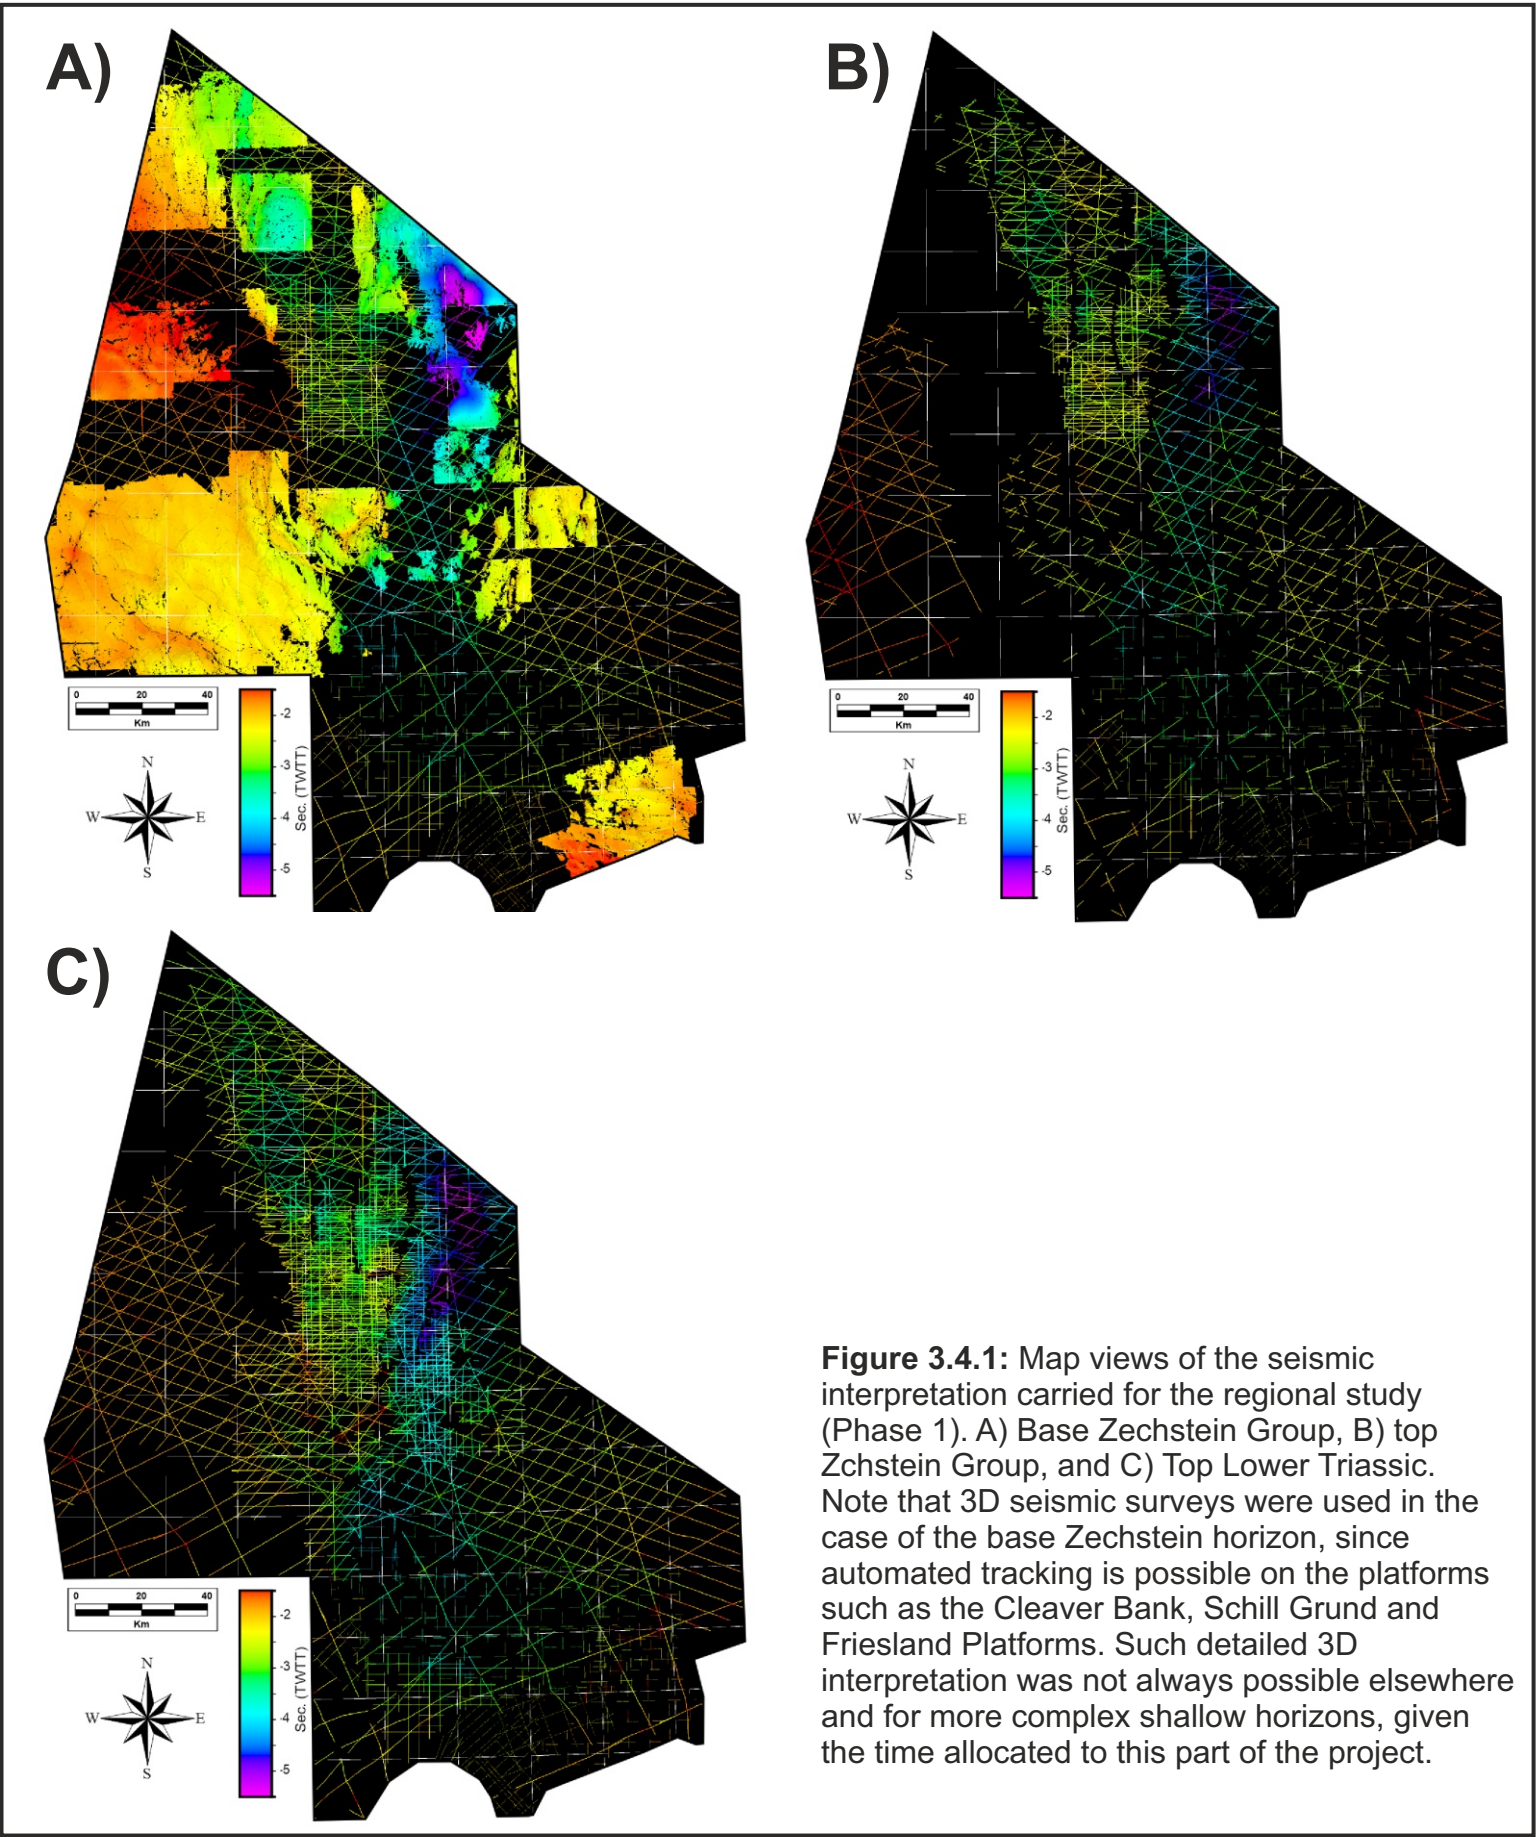 A)
B)
0 20 40
Km
-2
-3
-4
-5
Sec. (TWTT)
N
W E
S
0 20 40
Km
-2
-3
-4
-5
Sec. (TWTT)
N
W E
S
C)
0 20 40
Km
-2
-3
-4
-5
Sec. (TWTT)
N
W E
S
Figure 3.4.1: Map views of the seismic
interpretation carried for the regional study
(Phase 1). A) Base Zechstein Group, B) top
Zchstein Group, and C) Top Lower Triassic.
Note that 3D seismic surveys were used in the
case of the base Zechstein horizon, since
automated tracking is possible on the platforms
such as the Cleaver Bank, Schill Grund and
Friesland Platforms. Such detailed 3D
interpretation was not always possible elsewhere
and for more complex shallow horizons, given
the time allocated to this part of the project.